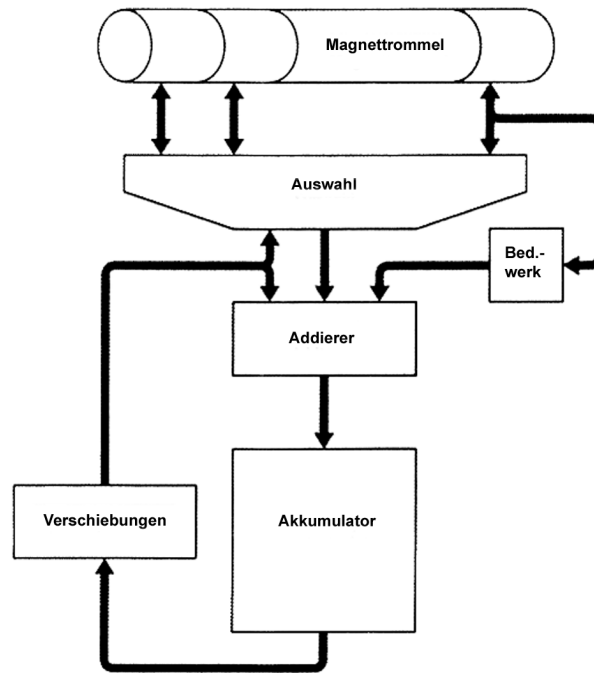 Magnettrommel
Auswahl
Bed.-
werk
Addierer
Verschiebungen
Akkumulator